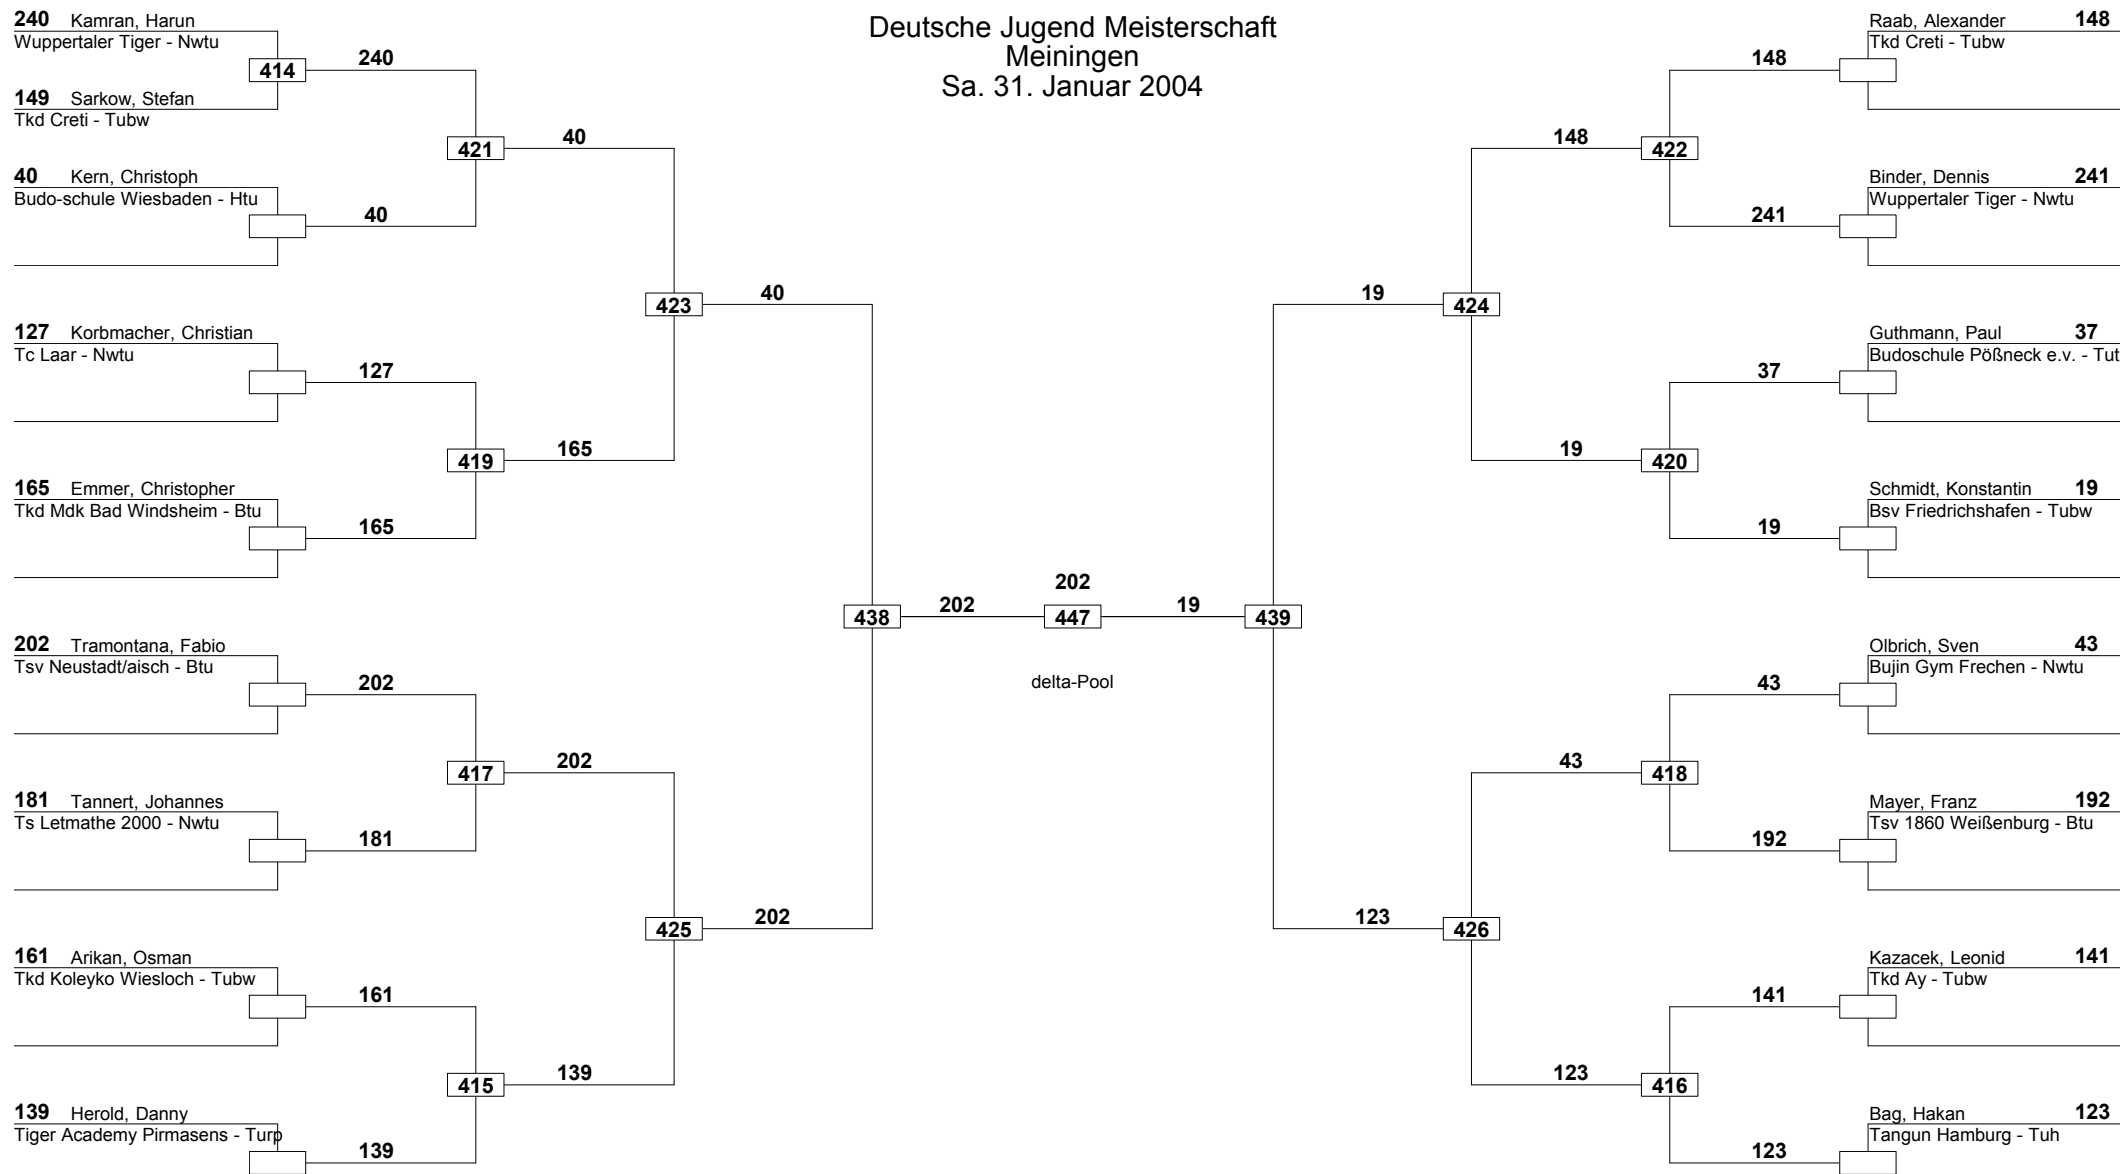 Deutsche Jugend Meisterschaft
Meiningen
Sa. 31. Januar 2004
240 Kamran, Harun
Wuppertaler Tiger - Nwtu
414
240
149 Sarkow, Stefan
Tkd Creti - Tubw
421
40
40 Kern, Christoph
Budo-schule Wiesbaden - Htu
40
423
40
127 Korbmacher, Christian
Tc Laar - Nwtu
127
419
165
165 Emmer, Christopher
Tkd Mdk Bad Windsheim - Btu
165
438
202
202 Tramontana, Fabio
Tsv Neustadt/aisch - Btu
202
417
202
181 Tannert, Johannes
Ts Letmathe 2000 - Nwtu
181
425
202
161 Arikan, Osman
Tkd Koleyko Wiesloch - Tubw
161
415
139
139 Herold, Danny
Tiger Academy Pirmasens - Turp
139
202
447
delta-Pool
19
439
Raab, Alexander 148
Tkd Creti - Tubw
148
148
422
Binder, Dennis 241
Wuppertaler Tiger - Nwtu
241
19
424
Guthmann, Paul 37
Budoschule Pößneck e.v. - Tut
37
19
420
Schmidt, Konstantin 19
Bsv Friedrichshafen - Tubw
19
Olbrich, Sven 43
Bujin Gym Frechen - Nwtu
43
43
418
Mayer, Franz 192
Tsv 1860 Weißenburg - Btu
192
123
426
Kazacek, Leonid 141
Tkd Ay - Tubw
141
123
416
Bag, Hakan 123
Tangun Hamburg - Tuh
123